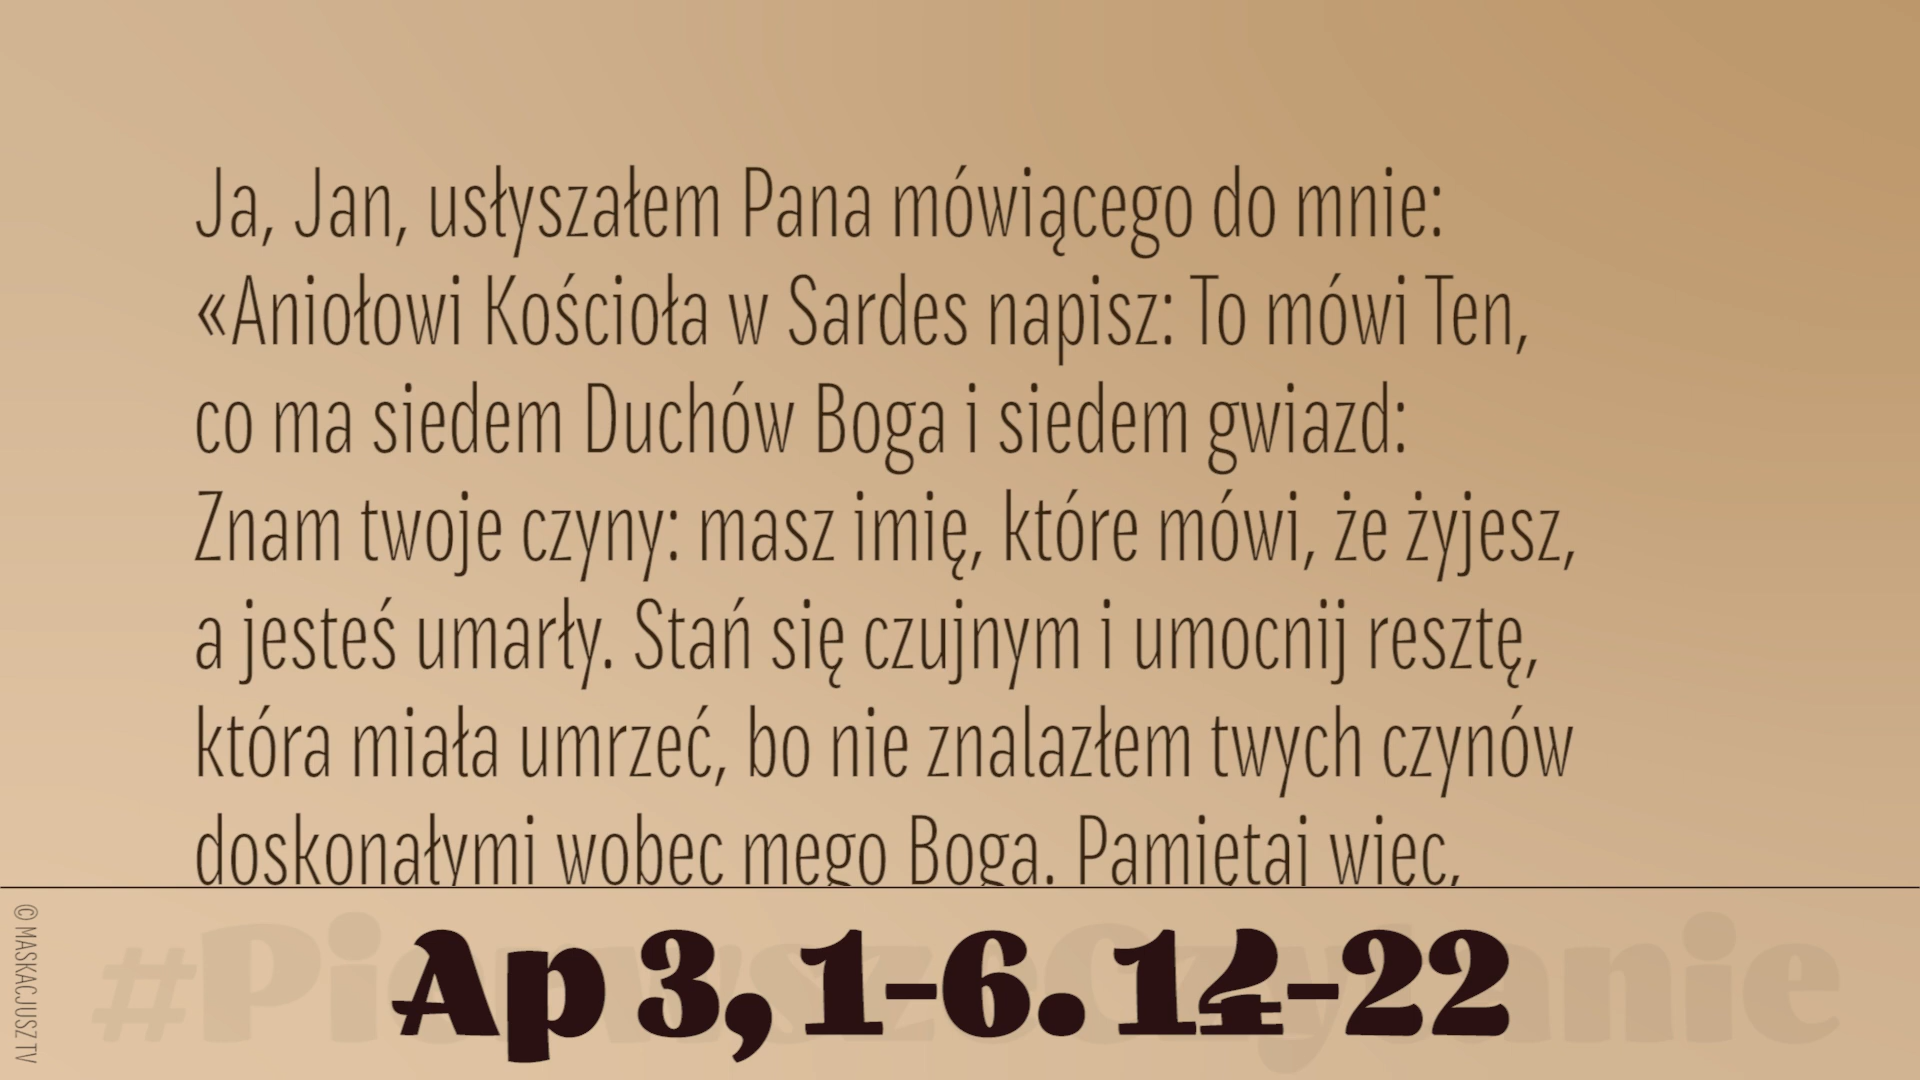 Ja, Jan, usłyszałem Pana mówiącego do mnie:
«Aniołowi Kościoła w Sardes napisz: To mówi Ten,
co ma siedem Duchów Boga i siedem gwiazd:
Znam twoje czyny: masz imię, które mówi, że żyjesz,
a jesteś umarły. Stań się czujnym i umocnij resztę,
która miała umrzeć, bo nie znalazłem twych czynów
doskonałymi wobec mego Boga. Pamiętaj więc,
#PierwszeCzytanie
Ap 3, 1-6. 14-22
© MASKACJUSZ TV